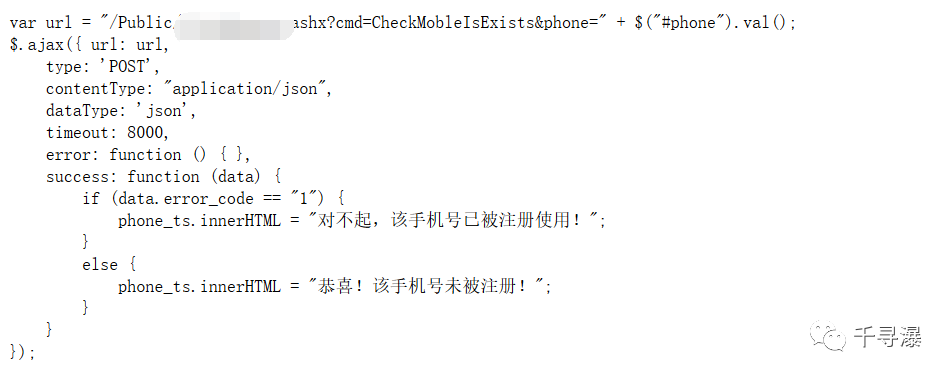 var url = "/Public/ ashx?cmd=CheckMobleIsExists&phone=" + $("#phone").val();
$.ajax({ url: url,
    type: 'POST',
    contentType: "application/json",
    dataType: 'json',
    timeout: 8000,
    error: function () { },
    success: function (data) {
        if (data.error_code == "1") {
            phone_ts.innerHTML = "对不起，该手机号已被注册使用！";
        }
        else {
            phone_ts.innerHTML = "恭喜！该手机号未被注册！";
        }
    }
});
千寻瀑